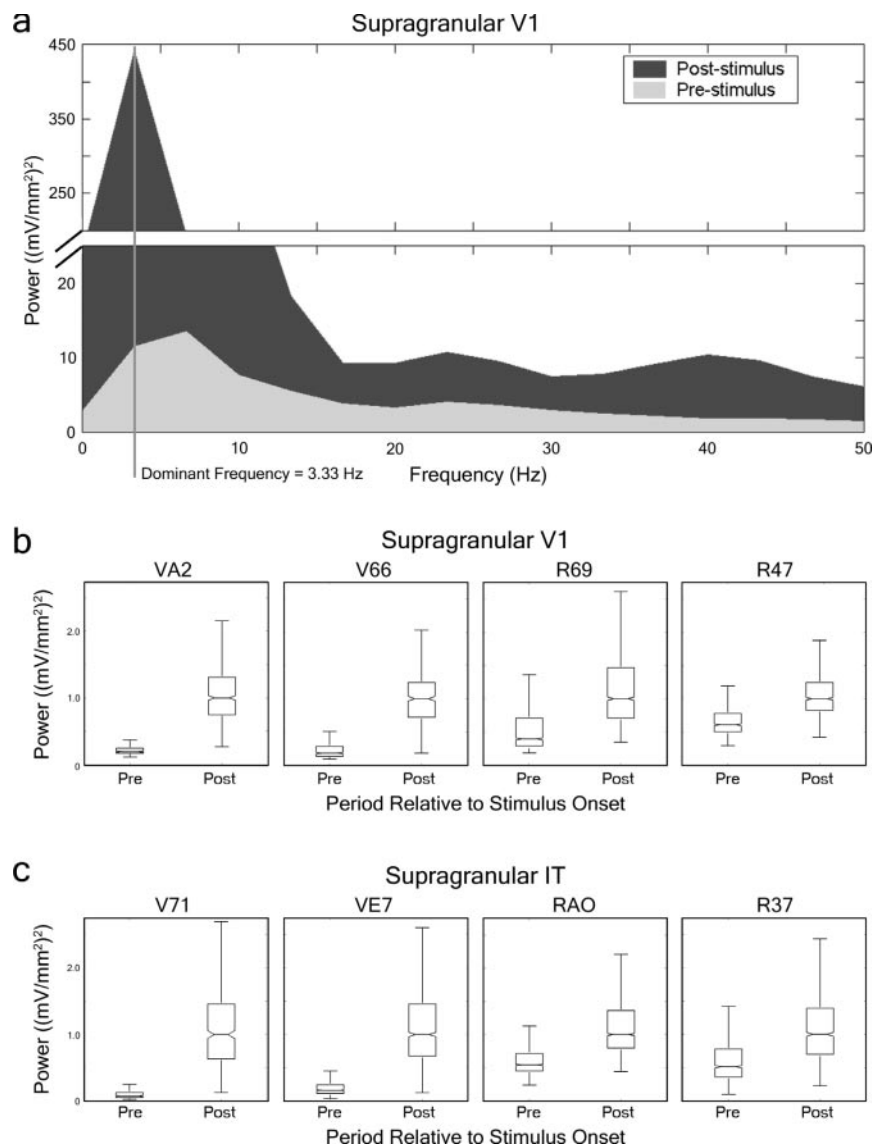 a
Supragranular V1
450
350
250
20
10
0
Power ((mV/mm²)²)
Post-stimulus
Pre-stimulus
0 10 20 30 40 50
Dominant Frequency = 3.33 Hz
Frequency (Hz)
b
Supragranular V1
VA2 V66 R69 R47
2.0
1.0
0
Power ((mV/mm²)²)
Pre Post Pre Post Pre Post Pre Post
Period Relative to Stimulus Onset
c
Supragranular IT
V71 VE7 RAO R37
2.0
1.0
0
Power ((mV/mm²)²)
Pre Post Pre Post Pre Post Pre Post
Period Relative to Stimulus Onset